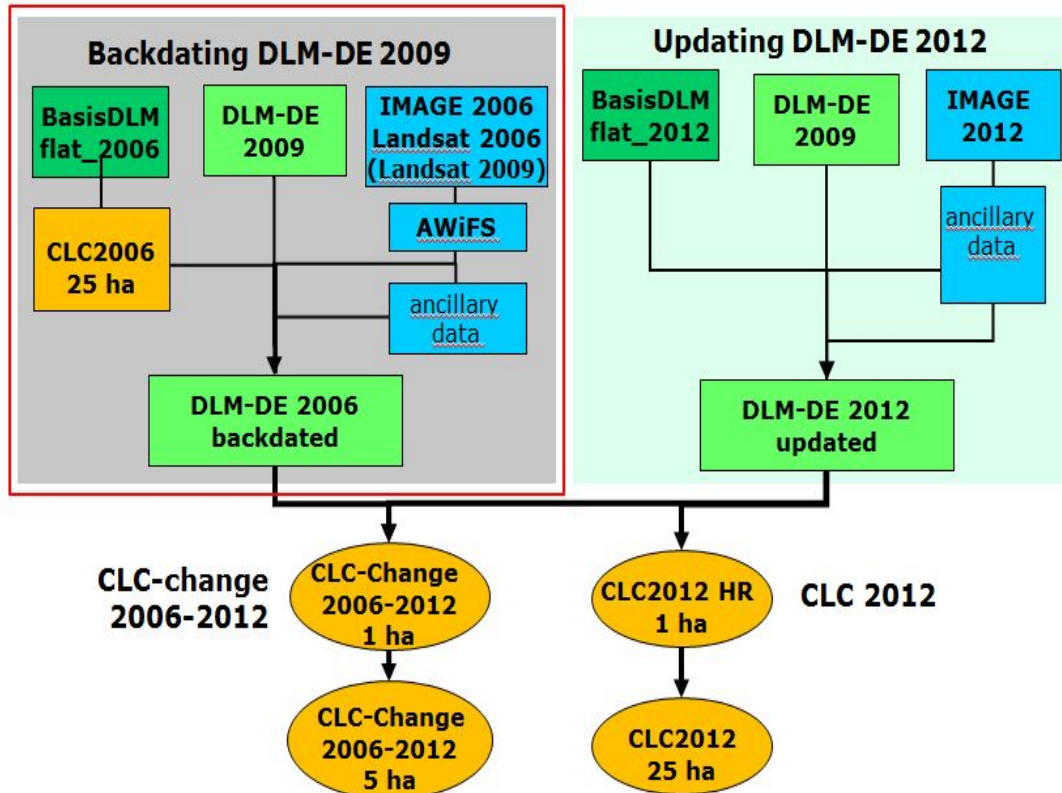 Backdating DLM-DE 2009
BasisDLM
flat_2006
DLM-DE
2009
IMAGE 2006
Landsat 2006
(Landsat 2009)
AWiFS
CLC2006
25 ha
ancillary
data
DLM-DE 2006
backdated
Updating DLM-DE 2012
BasisDLM
flat_2012
DLM-DE
2009
IMAGE
2012
ancillary
data
DLM-DE 2012
updated
CLC-change
2006-2012
CLC-Change
2006-2012
1 ha
CLC2012 HR
1 ha
CLC 2012
CLC-Change
2006-2012
5 ha
CLC2012
25 ha